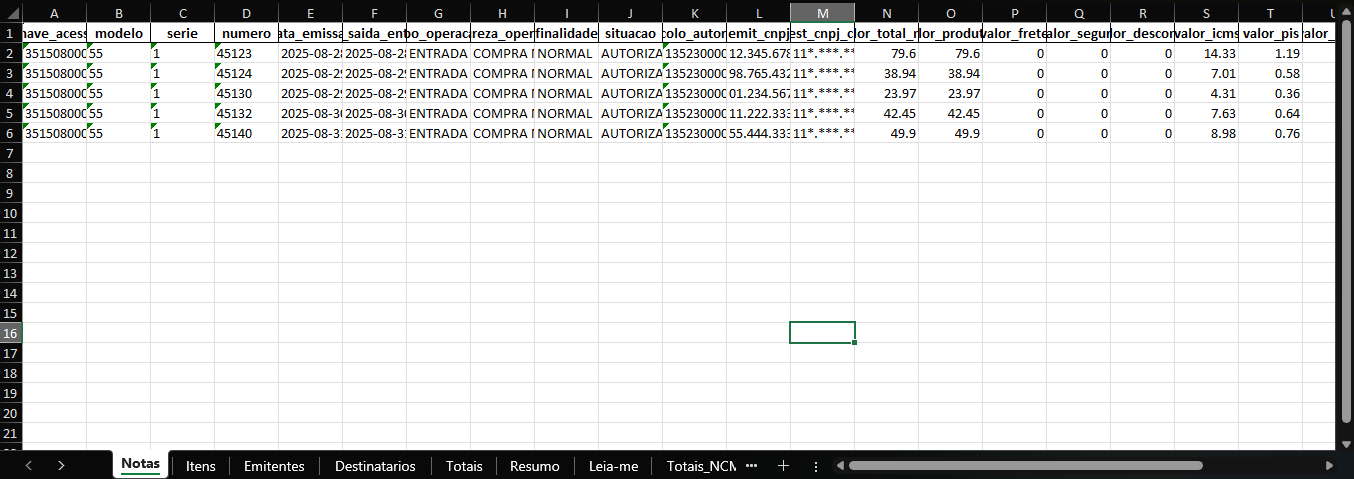 A B C D E F G H I J K L M N O P Q R S T U
1 nave_acess modelo serie numero ata_emissa _saida_ent po_operaca reza_oper finalidade situacao colo_autor emit_cnpj est_cnpj_c lor_total_n lor_produt valor_frete alor_segur lor_descon valor_icms valor_pis valor_
2 351508000 55 1 45123 2025-08-28 2025-08-28 ENTRADA COMPRA NORMAL AUTORIZA 135230000 12.345.678 11*.***.** 79.6 79.6 0 0 0 14.33 1.19
3 351508000 55 1 45124 2025-08-29 2025-08-29 ENTRADA COMPRA NORMAL AUTORIZA 135230000 98.765.432 11*.***.** 38.94 38.94 0 0 0 7.01 0.58
4 351508000 55 1 45130 2025-08-29 2025-08-29 ENTRADA COMPRA NORMAL AUTORIZA 135230000 01.234.567 11*.***.** 23.97 23.97 0 0 0 4.31 0.36
5 351508000 55 1 45132 2025-08-30 2025-08-30 ENTRADA COMPRA NORMAL AUTORIZA 135230000 11.222.333 11*.***.** 42.45 42.45 0 0 0 7.63 0.64
6 351508000 55 1 45140 2025-08-31 2025-08-31 ENTRADA COMPRA NORMAL AUTORIZA 135230000 55.444.333 11*.***.** 49.9 49.9 0 0 0 8.98 0.76
7
8
9
10
11
12
13
14
15
16
17
18
19
20
21
Notas Itens Emitentes Destinatarios Totais Resumo Leia-me Totais_NCM